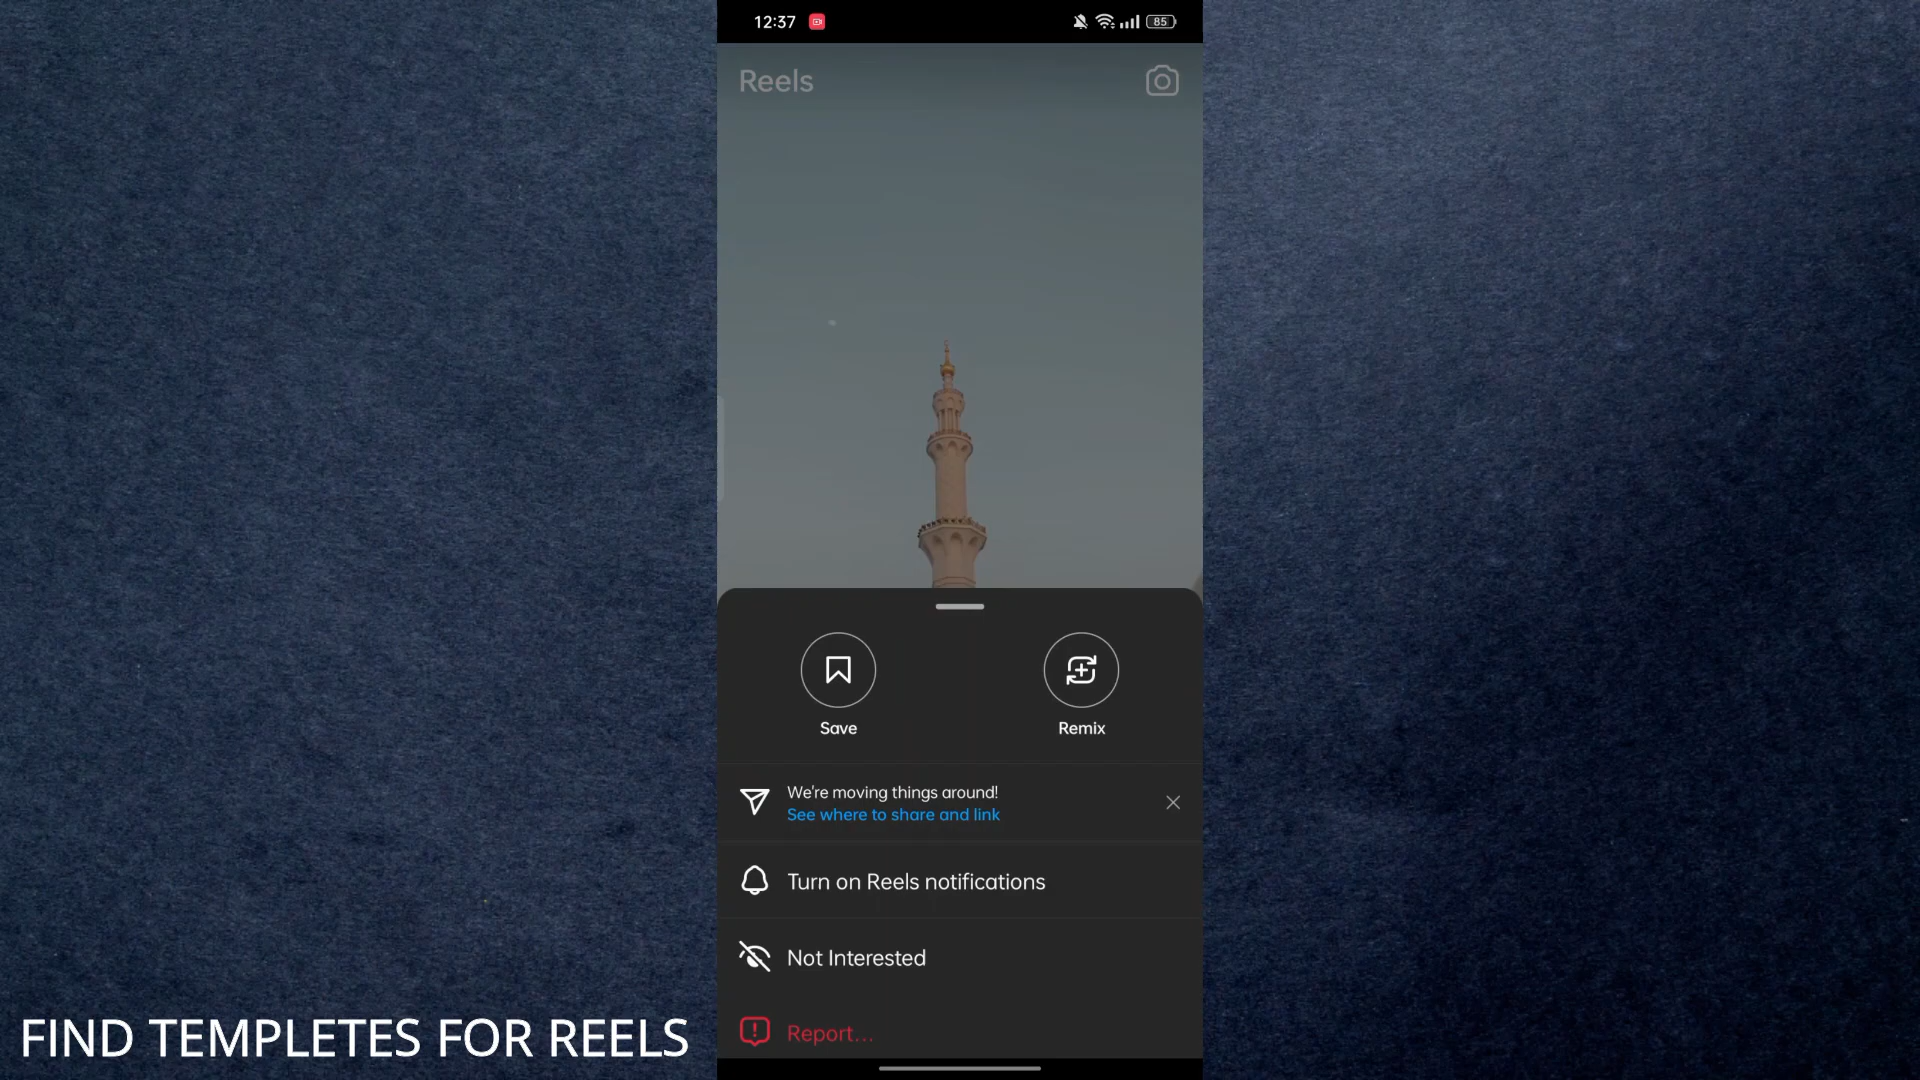 12:37
85
Reels
Save
Remix
We're moving things around!
See where to share and link
Turn on Reels notifications
Not Interested
Report...
FIND TEMPLETES FOR REELS